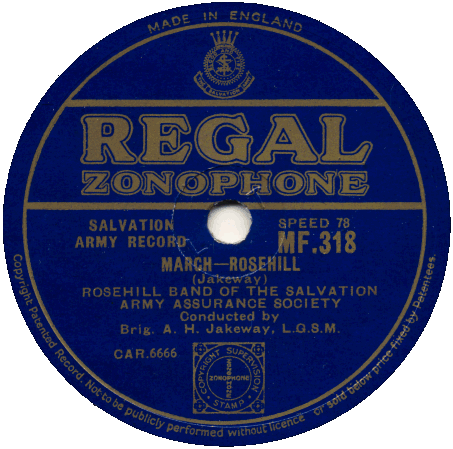 MADE IN ENGLAND
REGAL
ZONOPHONE
SALVATION
ARMY RECORD
SPEED 78
MF.318
MARCH—ROSEHILL
(Jakeway)
ROSEHILL BAND OF THE SALVATION
ARMY ASSURANCE SOCIETY
Conducted by
Brig. A. H. Jakeway, L.G.S.M.
CAR.6666
COPYRIGHT SUPERVISION
STAMP
ZONOPHONE
Copyright Patented Record. Not to be publicly performed without licence or sold below price fixed by Patentees.